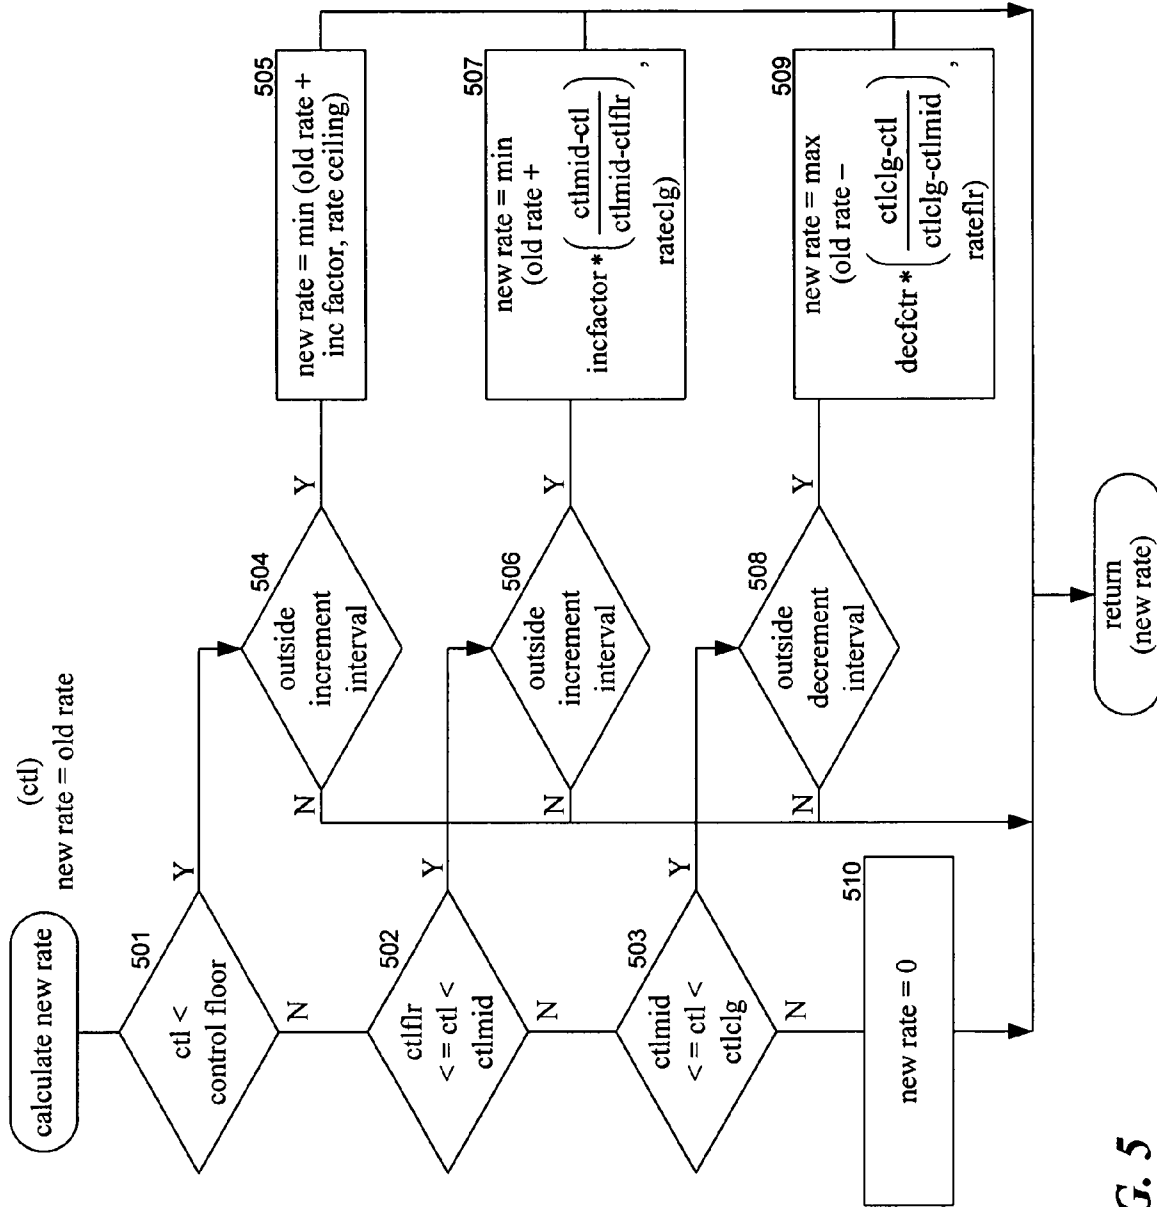 calculate new rate
(ctl)
new rate = old rate
501
ctl <
control floor
Y
N
504
outside
increment
interval
Y
N
505
new rate = min (old rate +
inc factor, rate ceiling)
502
ctlflr
< = ctl <
ctlmid
Y
N
506
outside
increment
interval
Y
N
507
new rate = min
(old rate +
incfactor * ( ctlmid-ctl
ctlmid-ctlflr ) ,
rateclg)
503
ctlmid
< = ctl <
ctlclg
Y
N
508
outside
decrement
interval
Y
N
509
new rate = max
(old rate –
decfctr * ( ctlclg-ctl
ctlclg-ctlmid ) ,
rateflr)
510
new rate = 0
return
(new rate)
G. 5